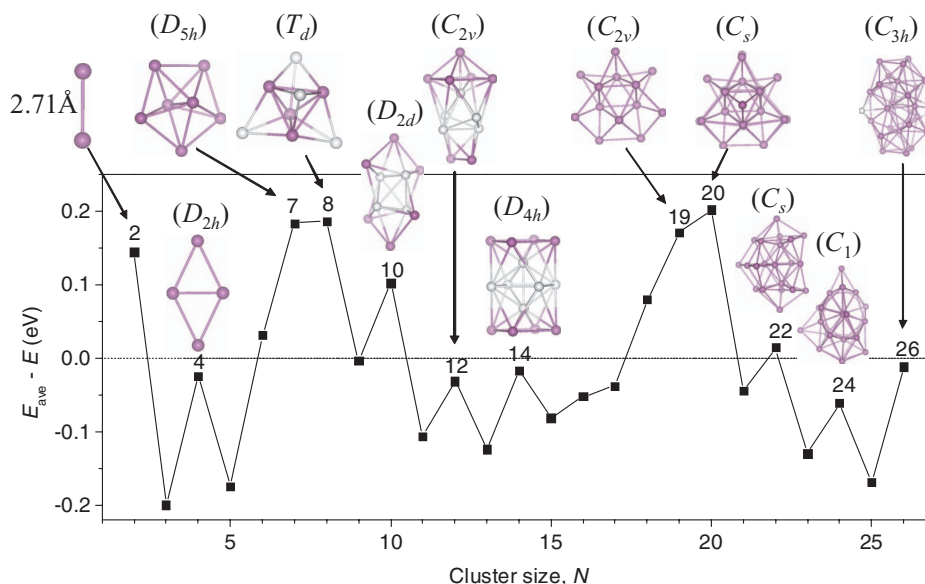 (D5h)
(Td)
(C2v)
(C2v)
(Cs)
(C3h)
2.71Å
(D2d)
(D2h)
(D4h)
(Cs)
(C1)
2
4
7
8
10
12
14
19
20
22
24
26
0.2
0.1
0.0
-0.1
-0.2
Eave - E (eV)
5
10
15
20
25
Cluster size, N